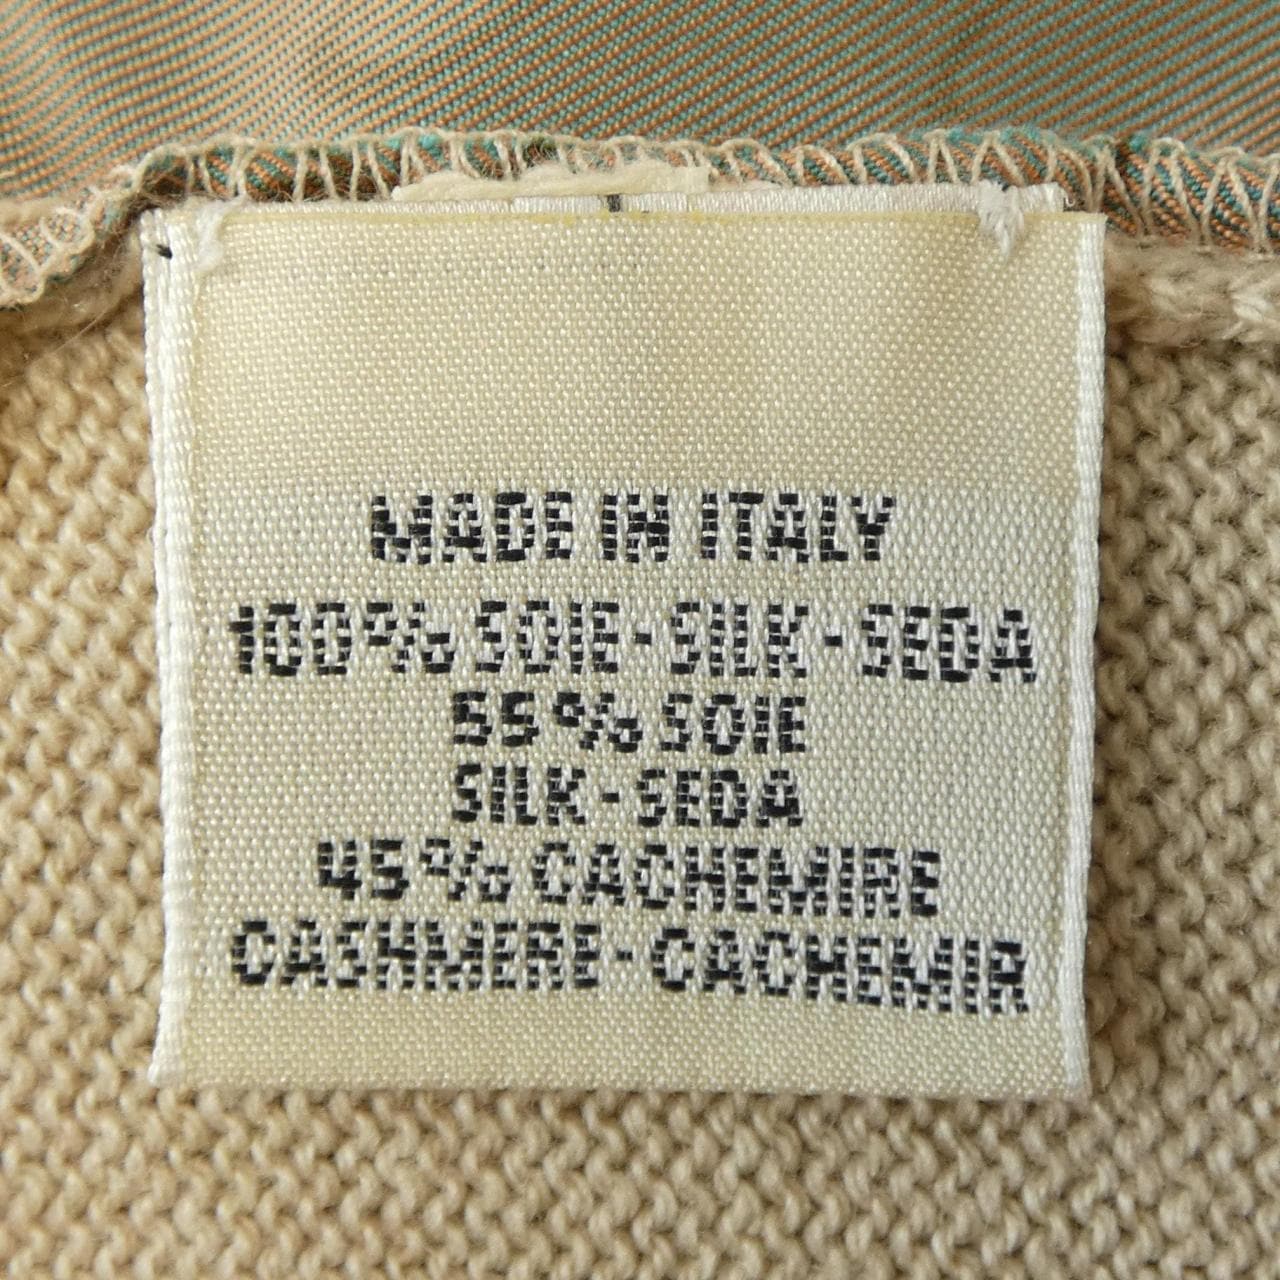 MADE IN ITALY
100% SOIE-SILK-SEDA
55% SOIE
SILK-SEDA
45% CACHEMIRE
CASHMERE-CACHEMIR